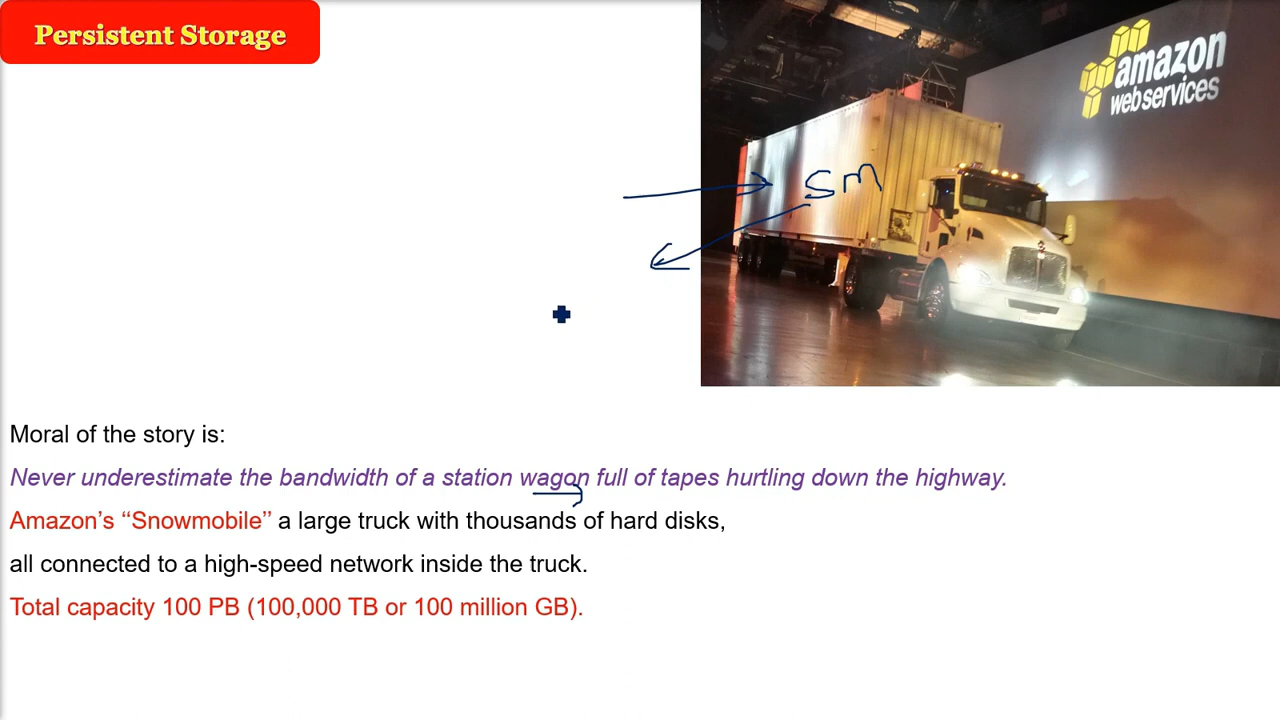 Persistent Storage
amazon
webservices
SM
Moral of the story is:
Never underestimate the bandwidth of a station wagon full of tapes hurtling down the highway.
Amazon’s ‘‘Snowmobile’’ a large truck with thousands of hard disks,
all connected to a high-speed network inside the truck.
Total capacity 100 PB (100,000 TB or 100 million GB).